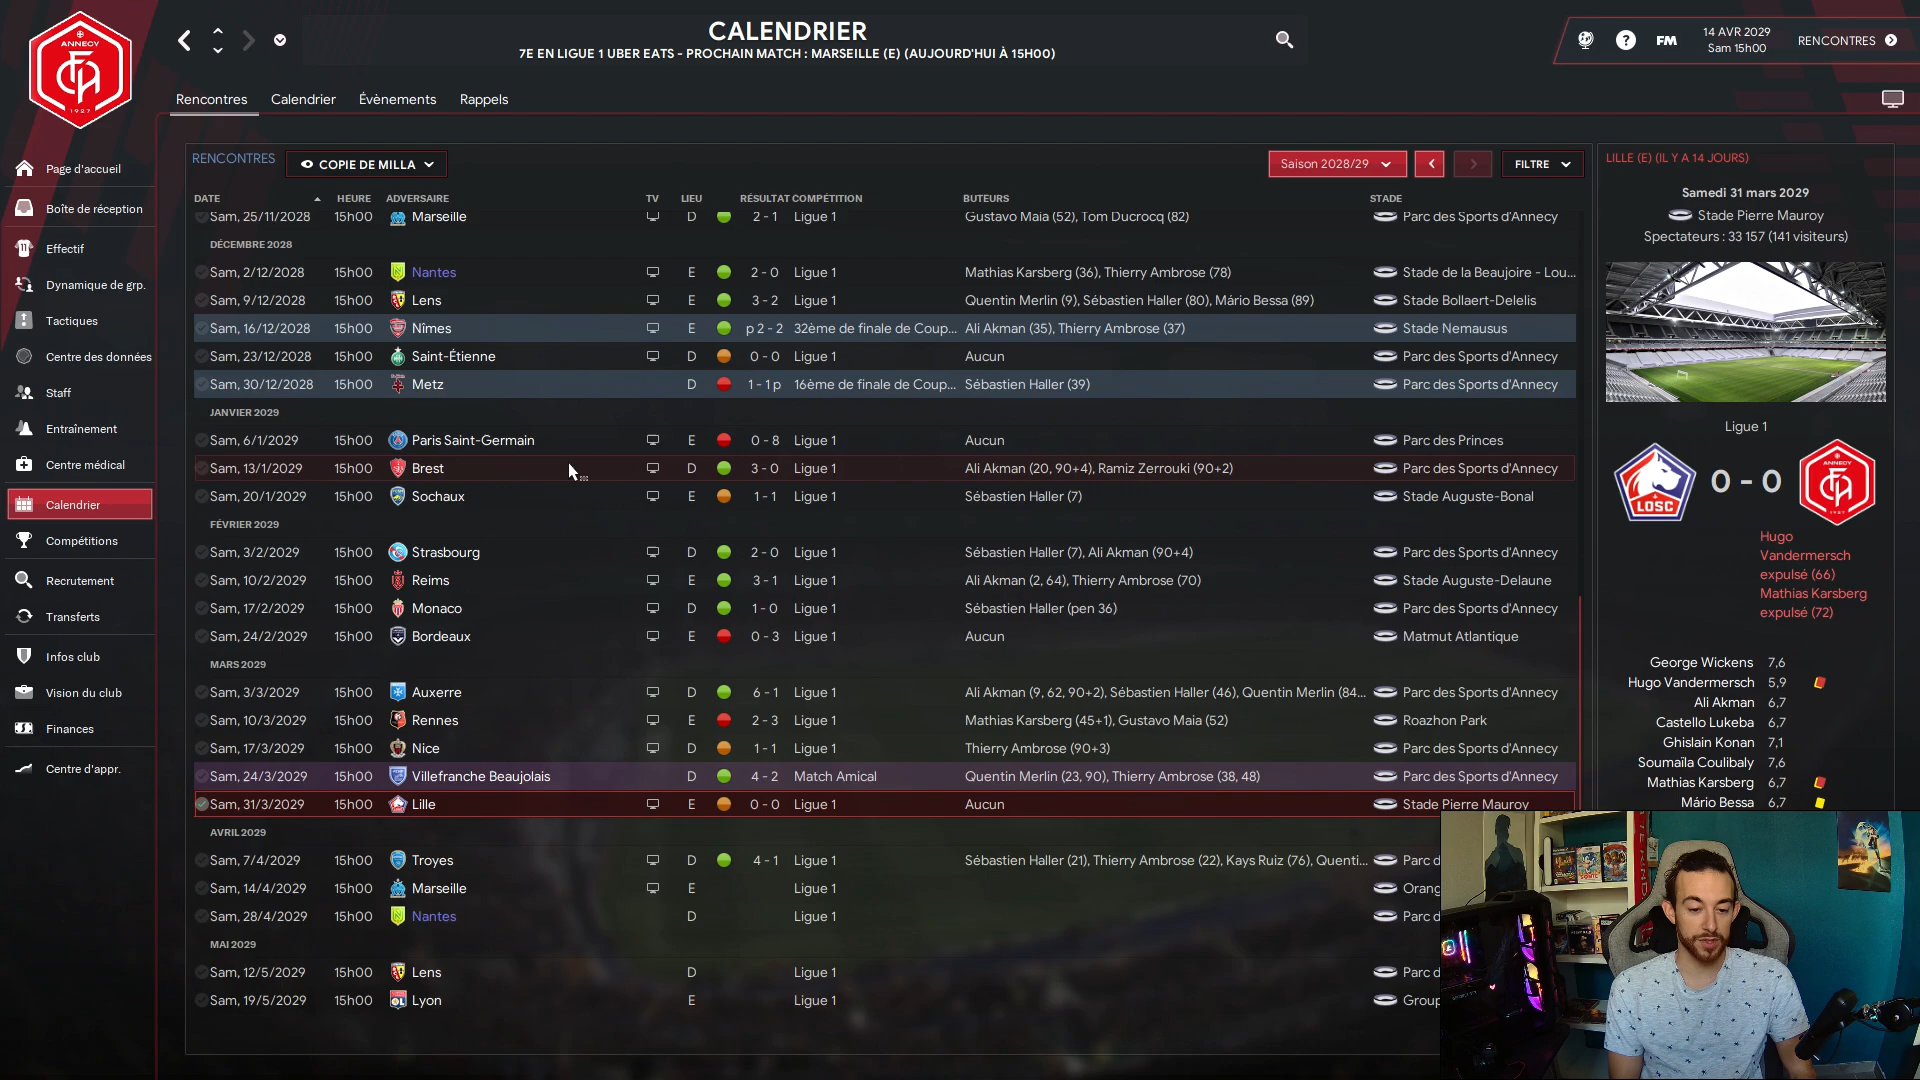 ANNECY
FCA
1927
CALENDRIER
7E EN LIGUE 1 UBER EATS - PROCHAIN MATCH : MARSEILLE (E) (AUJOURD'HUI À 15H00)
FM
14 AVR 2029
Sam 15h00
RENCONTRES
Rencontres
Calendrier
Évènements
Rappels
Page d'accueil
Boîte de réception
Effectif
Dynamique de grp.
Tactiques
Centre des données
Staff
Entraînement
Centre médical
Calendrier
Compétitions
Recrutement
Transferts
Infos club
Vision du club
Finances
Centre d'appr.
RENCONTRES
COPIE DE MILLA
Saison 2028/29
FILTRE
DATE HEURE ADVERSAIRE TV LIEU RÉSULTAT COMPÉTITION BUTEURS STADE
Sam, 25/11/2028 15h00 Marseille D 2 - 1 Ligue 1 Gustavo Maia (52), Tom Ducrocq (82) Parc des Sports d'Annecy
DÉCEMBRE 2028
Sam, 2/12/2028 15h00 Nantes E 2 - 0 Ligue 1 Mathias Karsberg (36), Thierry Ambrose (78) Stade de la Beaujoire - Lou...
Sam, 9/12/2028 15h00 Lens E 3 - 2 Ligue 1 Quentin Merlin (9), Sébastien Haller (80), Mário Bessa (89) Stade Bollaert-Delelis
Sam, 16/12/2028 15h00 Nîmes E p 2 - 2 32ème de finale de Coup... Ali Akman (35), Thierry Ambrose (37) Stade Nemausus
Sam, 23/12/2028 15h00 Saint-Étienne D 0 - 0 Ligue 1 Aucun Parc des Sports d'Annecy
Sam, 30/12/2028 15h00 Metz D 1 - 1 p 16ème de finale de Coup... Sébastien Haller (39) Parc des Sports d'Annecy
JANVIER 2029
Sam, 6/1/2029 15h00 Paris Saint-Germain E 0 - 8 Ligue 1 Aucun Parc des Princes
Sam, 13/1/2029 15h00 Brest D 3 - 0 Ligue 1 Ali Akman (20, 90+4), Ramiz Zerrouki (90+2) Parc des Sports d'Annecy
Sam, 20/1/2029 15h00 Sochaux E 1 - 1 Ligue 1 Sébastien Haller (7) Stade Auguste-Bonal
FÉVRIER 2029
Sam, 3/2/2029 15h00 Strasbourg D 2 - 0 Ligue 1 Sébastien Haller (7), Ali Akman (90+4) Parc des Sports d'Annecy
Sam, 10/2/2029 15h00 Reims E 3 - 1 Ligue 1 Ali Akman (2, 64), Thierry Ambrose (70) Stade Auguste-Delaune
Sam, 17/2/2029 15h00 Monaco D 1 - 0 Ligue 1 Sébastien Haller (pen 36) Parc des Sports d'Annecy
Sam, 24/2/2029 15h00 Bordeaux E 0 - 3 Ligue 1 Aucun Matmut Atlantique
MARS 2029
Sam, 3/3/2029 15h00 Auxerre D 6 - 1 Ligue 1 Ali Akman (9, 62, 90+2), Sébastien Haller (46), Quentin Merlin (84... Parc des Sports d'Annecy
Sam, 10/3/2029 15h00 Rennes E 2 - 3 Ligue 1 Mathias Karsberg (45+1), Gustavo Maia (52) Roazhon Park
Sam, 17/3/2029 15h00 Nice D 1 - 1 Ligue 1 Thierry Ambrose (90+3) Parc des Sports d'Annecy
Sam, 24/3/2029 15h00 Villefranche Beaujolais D 4 - 2 Match Amical Quentin Merlin (23, 90), Thierry Ambrose (38, 48) Parc des Sports d'Annecy
Sam, 31/3/2029 15h00 Lille E 0 - 0 Ligue 1 Aucun Stade Pierre Mauroy
AVRIL 2029
Sam, 7/4/2029 15h00 Troyes D 4 - 1 Ligue 1 Sébastien Haller (21), Thierry Ambrose (22), Kays Ruiz (76), Quenti... Parc d
Sam, 14/4/2029 15h00 Marseille E Ligue 1 Orang
Sam, 28/4/2029 15h00 Nantes D Ligue 1 Parc d
MAI 2029
Sam, 12/5/2029 15h00 Lens D Ligue 1 Parc d
Sam, 19/5/2029 15h00 Lyon E Ligue 1 Group
LILLE (E) (IL Y A 14 JOURS)
Samedi 31 mars 2029
Stade Pierre Mauroy
Spectateurs : 33 157 (141 visiteurs)
Ligue 1
LOSC
0 - 0
ANNECY
FCA
1927
Hugo
Vandermersch
expulsé (66)
Mathias Karsberg
expulsé (72)
George Wickens 7,6
Hugo Vandermersch 5,9
Ali Akman 6,7
Castello Lukeba 6,7
Ghislain Konan 7,1
Soumaïla Coulibaly 7,6
Mathias Karsberg 6,7
Mário Bessa 6,7